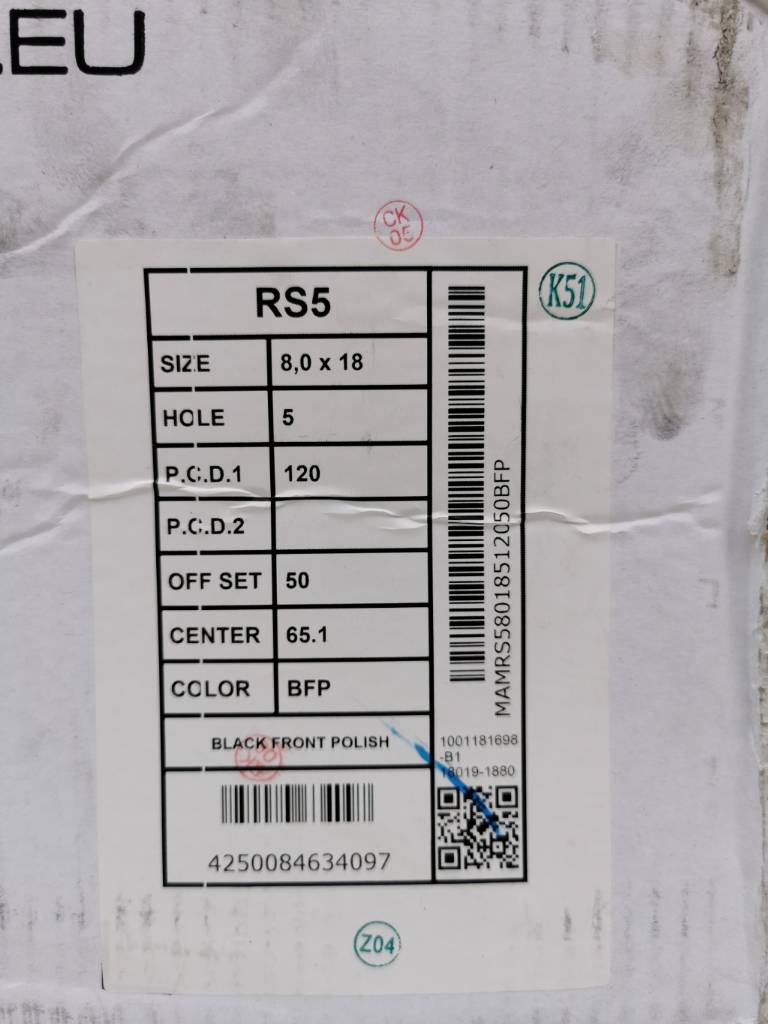 .EU
CK
05
K51
RS5
SIZE 8,0 x 18
HOLE 5
P.C.D.1 120
P.C.D.2
OFF SET 50
CENTER 65.1
COLOR BFP
BLACK FRONT POLISH
4250084634097
MAMRS58018512050BFP
1001181698
-B1
18019-1880
Z04